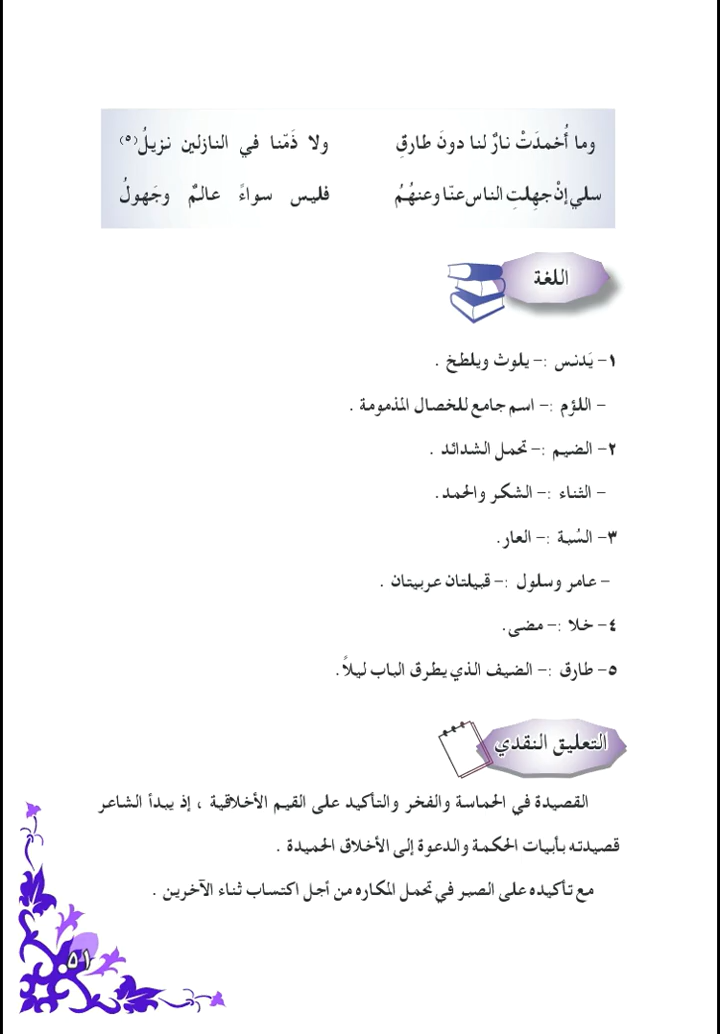 وما أُخمدَتْ نارٌ لنا دونَ طارقِ ولا ذَمّنا في النازلين نزيلُ(٥)
سلي إنْ جهِلتِ الناس عنّا وعنهُمُ فليس سواءً عالمٌ وجَهولُ
اللغة
١- يَدنس :- يلوث ويلطخ .
- اللؤم :- اسم جامع للخصال المذمومة .
٢- الضيم :- تحمل الشدائد .
- الثناء :- الشكر والحمد.
٣- السُبة :- العار.
- عامر وسلول :- قبيلتان عربيتان .
٤- خلا :- مضى.
٥- طارق :- الضيف الذي يطرق الباب ليلاً.
التعليق النقدي
القصيدة في الحماسة والفخر والتأكيد على القيم الأخلاقية ، إذ يبدأ الشاعر
قصيدته بأبيات الحكمة والدعوة إلى الأخلاق الحميدة .
مع تأكيده على الصبر في تحمل المكاره من أجل اكتساب ثناء الآخرين .
٥١